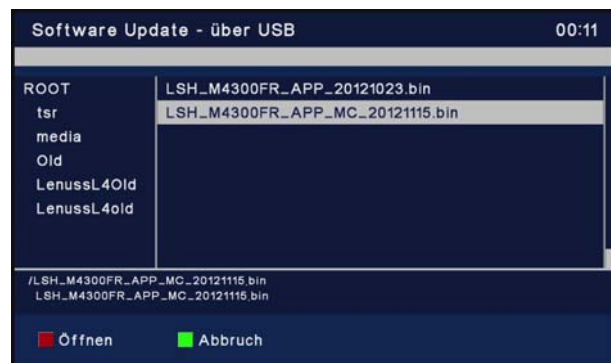 Software Update - über USB 00:11
ROOT
tsr
media
Old
LenussL4Old
LenussL4old
LSH_M4300FR_APP_20121023.bin
LSH_M4300FR_APP_MC_20121115.bin
/LSH_M4300FR_APP_MC_20121115.bin
LSH_M4300FR_APP_MC_20121115.bin
Öffnen Abbruch